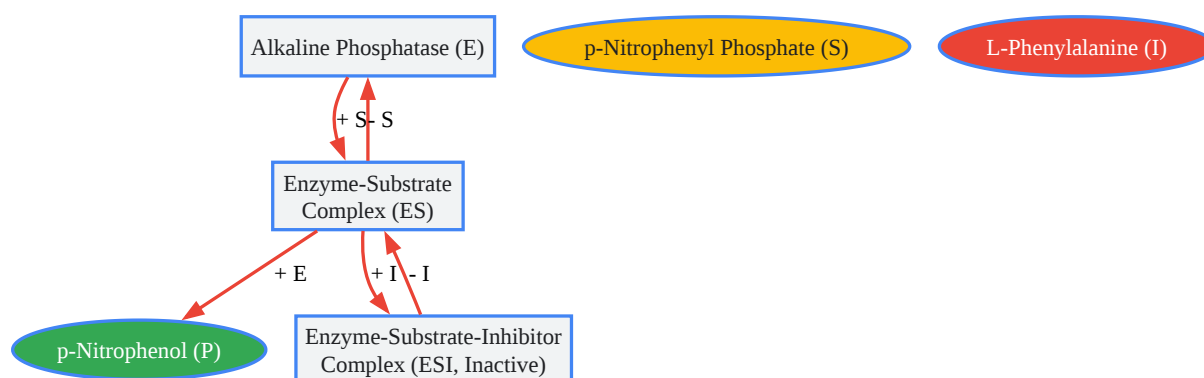 Alkaline Phosphatase (E)
p-Nitrophenyl Phosphate (S)
L-Phenylalanine (I)
+ S
- S
Enzyme-Substrate
Complex (ES)
+ E
+ I
- I
p-Nitrophenol (P)
Enzyme-Substrate-Inhibitor
Complex (ESI, Inactive)